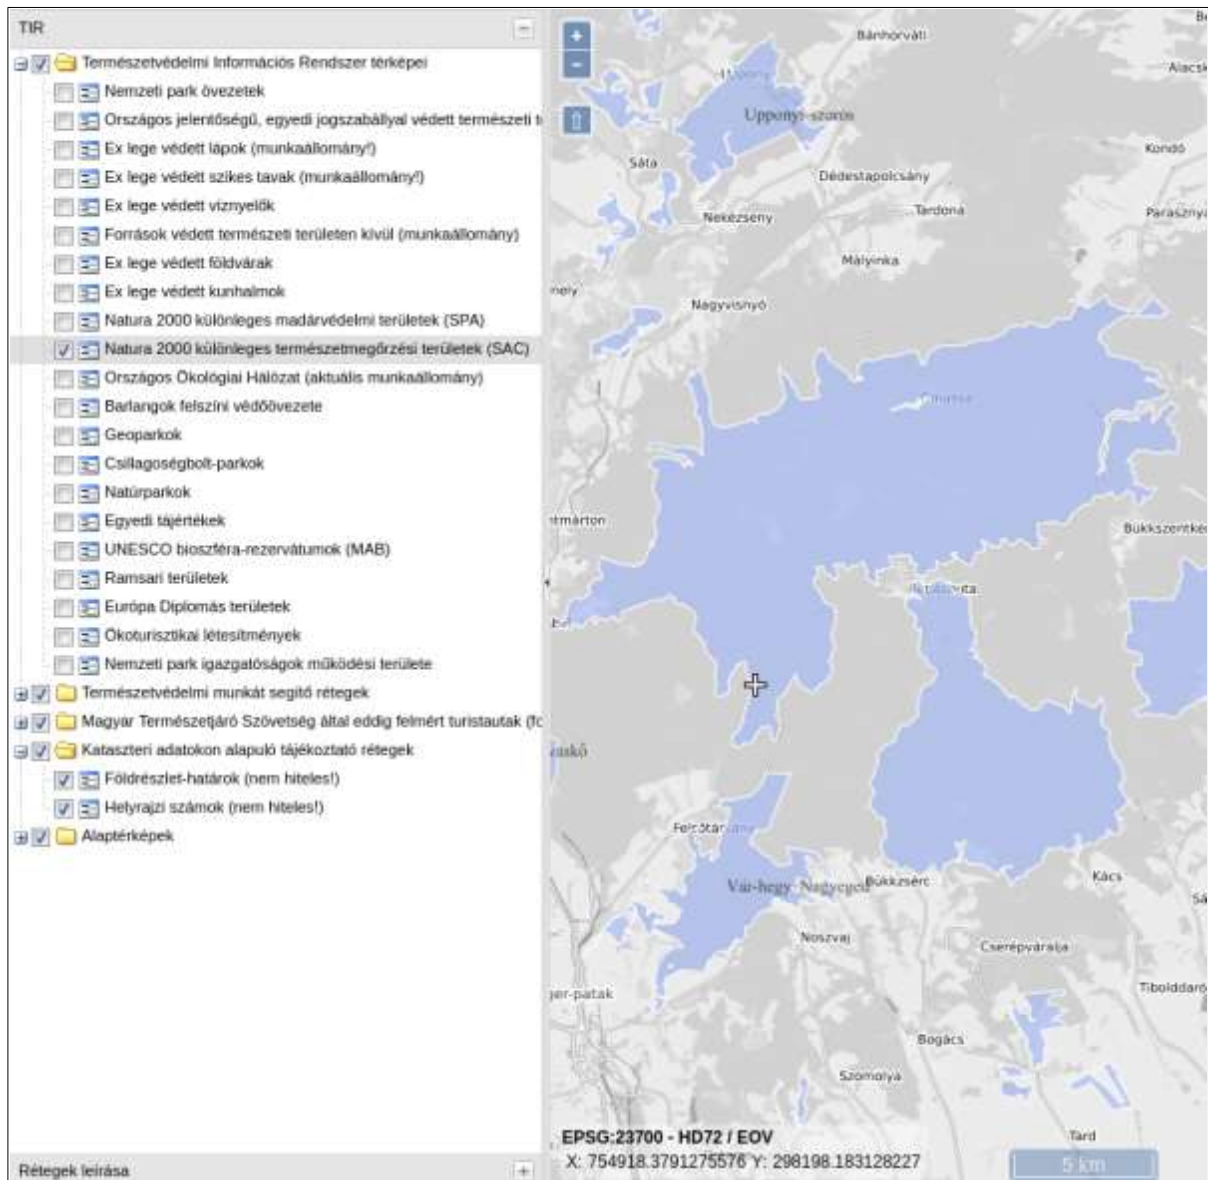 TIR
Természetvédelmi Információs Rendszer térképei
Nemzeti park övezetek
Országos jelentőségű, egyedi jogszabállyal védett természeti t
Ex lege védett lápok (munkaállomány!)
Ex lege védett szikes tavak (munkaállomány!)
Ex lege védett víznyelők
Források védett természeti területen kívül (munkaállomány)
Ex lege védett földvárak
Ex lege védett kunhalmok
Natura 2000 különleges madárvédelmi területek (SPA)
Natura 2000 különleges természetmegőrzési területek (SAC)
Országos Ökológiai Hálózat (aktuális munkaállomány)
Barlangok felszíni védőövezete
Geoparkok
Csillagoségbolt-parkok
Natúrparkok
Egyedi tájértékek
UNESCO bioszféra-rezervátumok (MAB)
Ramsari területek
Európa Diplomás területek
Ökoturisztikai létesítmények
Nemzeti park igazgatóságok működési területe
Természetvédelmi munkát segítő rétegek
Magyar Természetjáró Szövetség által eddig felmért turistautak (fo
Kataszteri adatokon alapuló tájékoztató rétegek
Földrészlet-határok (nem hiteles!)
Helyrajzi számok (nem hiteles!)
Alaptérképek
Rétegek leírása
Bánhorváti
Alacsk
Upponyi-szoros
Sáta
Kondó
Dédestapolcsány
Nekézseny
Tardona
Parasznya
Mályinka
Nagyvisnyó
tmárton
Bükkszentker
Felsőtárkány
Vár-hegy-Nagyeged
Bükkzsérc
Kács
Noszvaj
Cserépváralja
ger-patak
Tibolddaró
Bogács
Szomolya
Tard
EPSG:23700 - HD72 / EOV
X: 754918.3791275576 Y: 298198.183128227
5 km